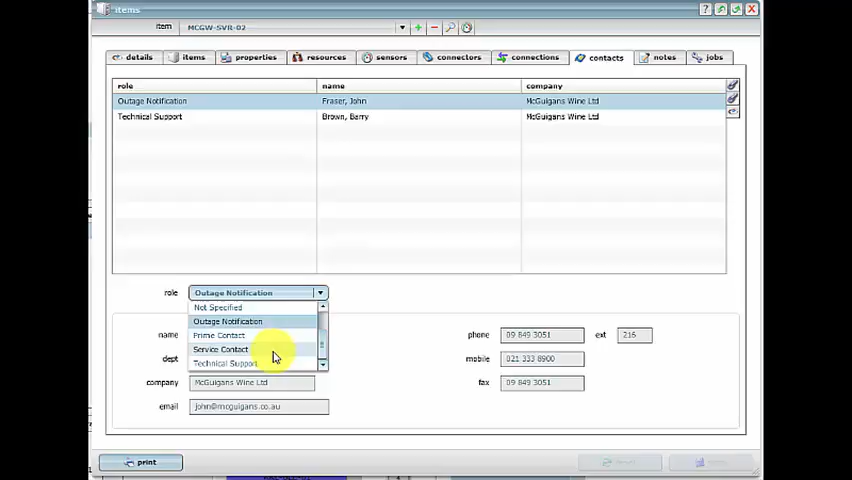 items
item MCGW-SVR-02
details items properties resources sensors connectors connections contacts notes jobs
role name company
Outage Notification Fraser, John McGuigans Wine Ltd
Technical Support Brown, Barry McGuigans Wine Ltd
role Outage Notification
Not Specified
Outage Notification
Prime Contact
Service Contact
Technical Support
name phone 09 849 3051 ext 216
dept mobile 021 333 8900
company McGuigans Wine Ltd fax 09 849 3051
email john@mcguigans.co.au
print